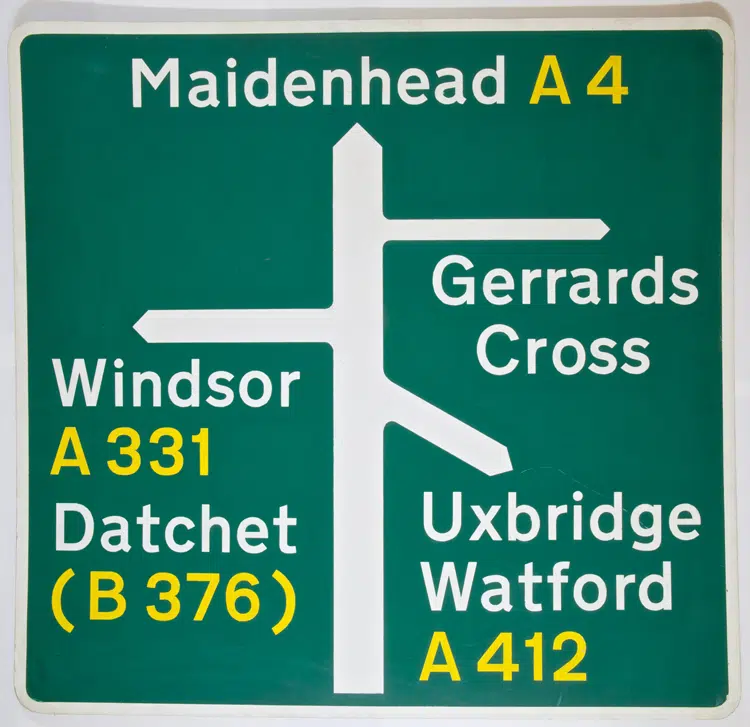 Maidenhead A 4
Gerrards
Cross
Windsor
A 331
Datchet
(B 376)
Uxbridge
Watford
A 412